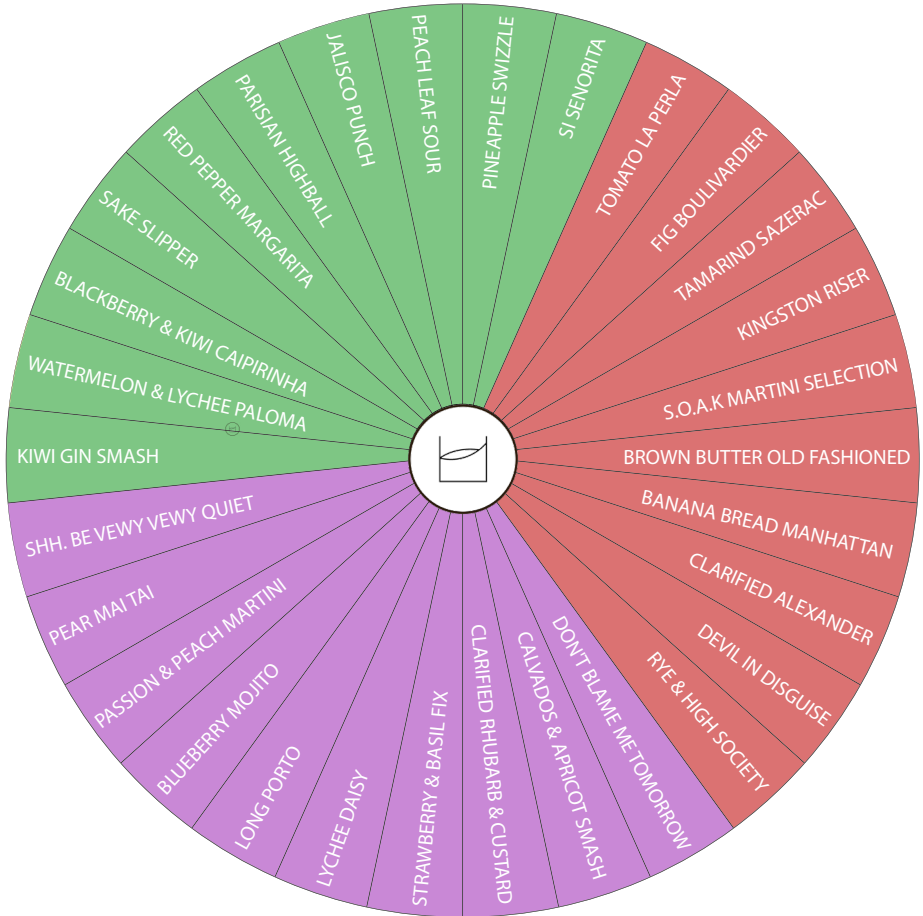 PINEAPPLE SWIZZLE
SI SENORITA
TOMATO LA PERLA
FIG BOULIVARDIER
TAMARIND SAZERAC
KINGSTON RISER
S.O.A.K MARTINI SELECTION
BROWN BUTTER OLD FASHIONED
BANANA BREAD MANHATTAN
CLARIFIED ALEXANDER
DEVIL IN DISGUISE
RYE & HIGH SOCIETY
DON'T BLAME ME TOMORROW
CALVADOS & APRICOT SMASH
CLARIFIED RHUBARB & CUSTARD
STRAWBERRY & BASIL FIX
LYCHEE DAISY
LONG PORTO
BLUEBERRY MOJITO
PASSION & PEACH MARTINI
PEAR MAI TAI
SHH. BE VEWY VEWY QUIET
KIWI GIN SMASH
WATERMELON & LYCHEE PALOMA
BLACKBERRY & KIWI CAIPIRINHA
SAKE SLIPPER
RED PEPPER MARGARITA
PARISIAN HIGHBALL
JALISCO PUNCH
PEACH LEAF SOUR